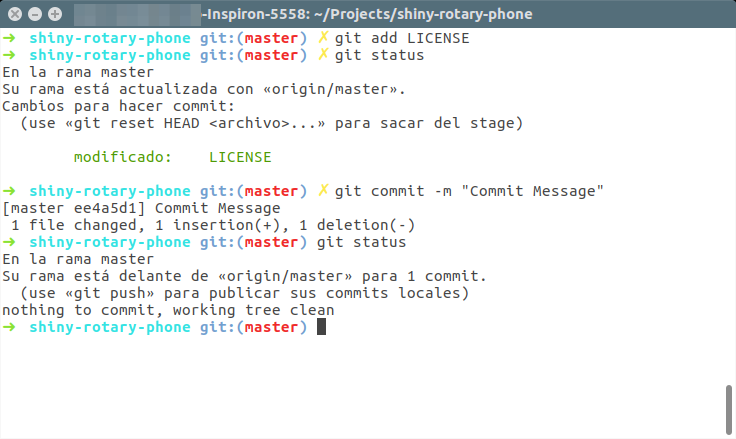 -Inspiron-5558: ~/Projects/shiny-rotary-phone
➜ shiny-rotary-phone git:(master) ✗ git add LICENSE
➜ shiny-rotary-phone git:(master) ✗ git status
En la rama master
Su rama está actualizada con «origin/master».
Cambios para hacer commit:
  (use «git reset HEAD <archivo>...» para sacar del stage)
        modificado:    LICENSE
➜ shiny-rotary-phone git:(master) ✗ git commit -m "Commit Message"
[master ee4a5d1] Commit Message
 1 file changed, 1 insertion(+), 1 deletion(-)
➜ shiny-rotary-phone git:(master) git status
En la rama master
Su rama está delante de «origin/master» para 1 commit.
  (use «git push» para publicar sus commits locales)
nothing to commit, working tree clean
➜ shiny-rotary-phone git:(master)